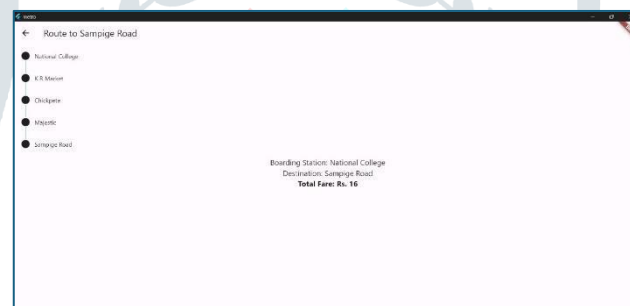 metro
Route to Sampige Road
National College
K.R Market
Chickpete
Majestic
Sampige Road
Boarding Station: National College
Destination: Sampige Road
Total Fare: Rs. 16